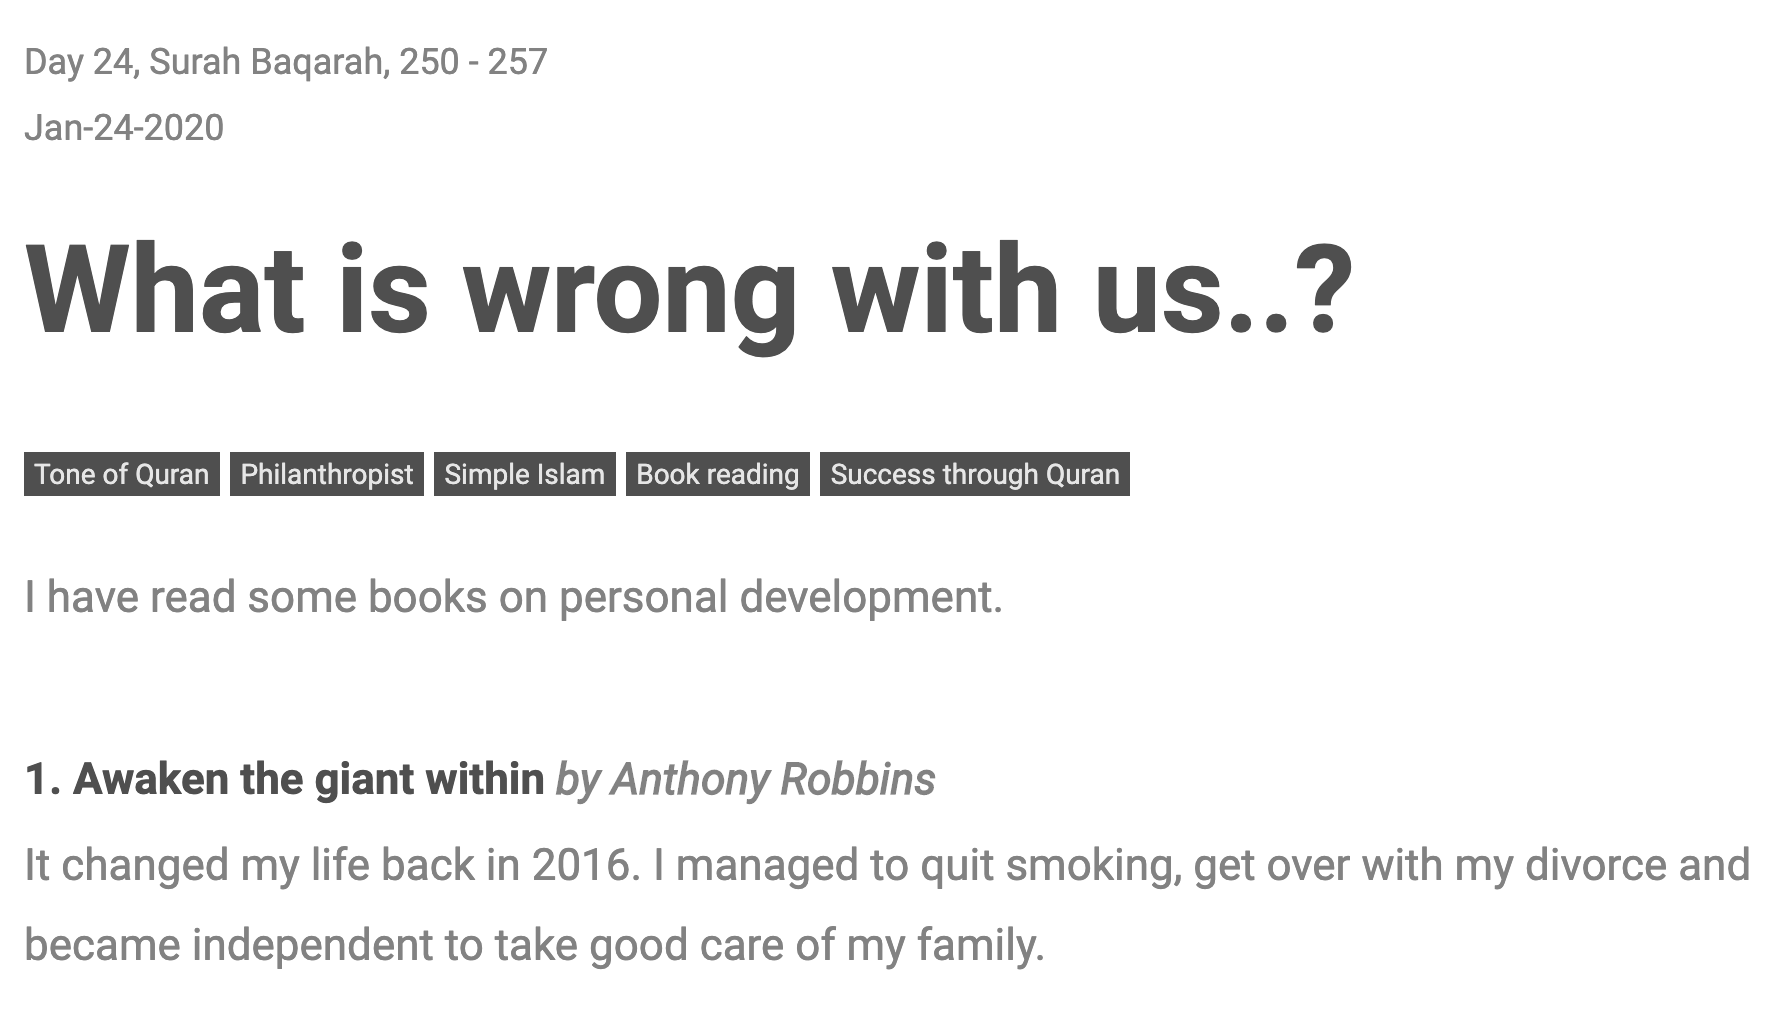 Day 24, Surah Baqarah, 250 - 257
Jan-24-2020
What is wrong with us..?
Tone of Quran Philanthropist Simple Islam Book reading Success through Quran
I have read some books on personal development.
1. Awaken the giant within by Anthony Robbins
It changed my life back in 2016. I managed to quit smoking, get over with my divorce and
became independent to take good care of my family.